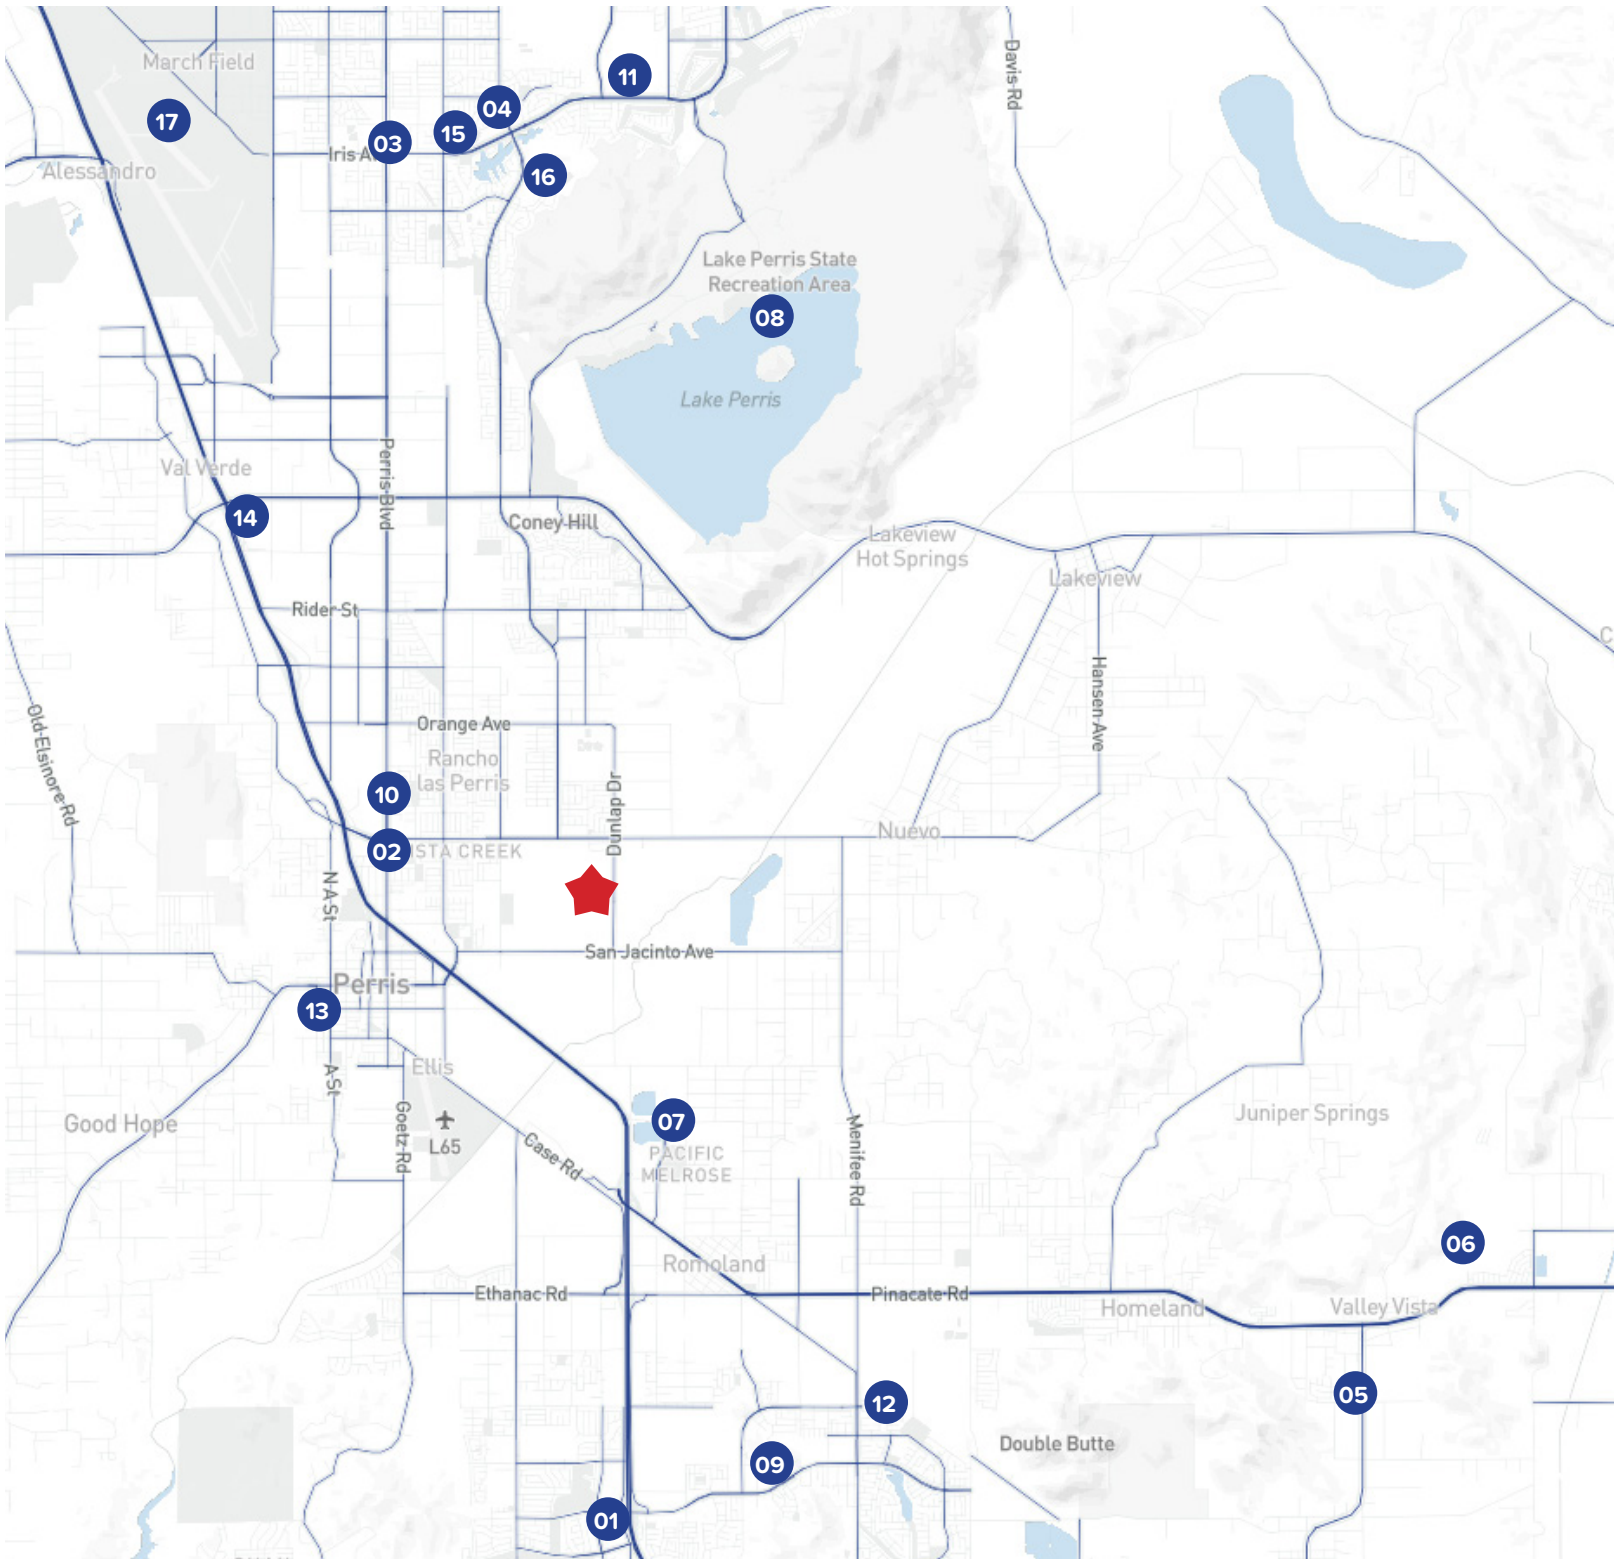 Davis Rd
March Field
11
17
04
15
03
Iris A
Alessandro
16
Lake Perris State
Recreation Area
08
Lake Perris
Perris Blvd
Val Verde
14
Coney Hill
Lakeview
Hot Springs
Lakeview
Rider St
C
Hansen Ave
Old Elsinore Rd
Orange Ave
Rancho
las Perris
10
Dunlap Dr
Nuevo
02
ISTA CREEK
N A St
San Jacinto Ave
Perris
13
Ellis
A St
Goetz Rd
Good Hope
L65
Case Rd
07
PACIFIC
MELROSE
Menifee Rd
Juniper Springs
06
Romoland
Ethanac Rd
Pinacate Rd
Homeland
Valley Vista
05
12
Double Butte
09
01